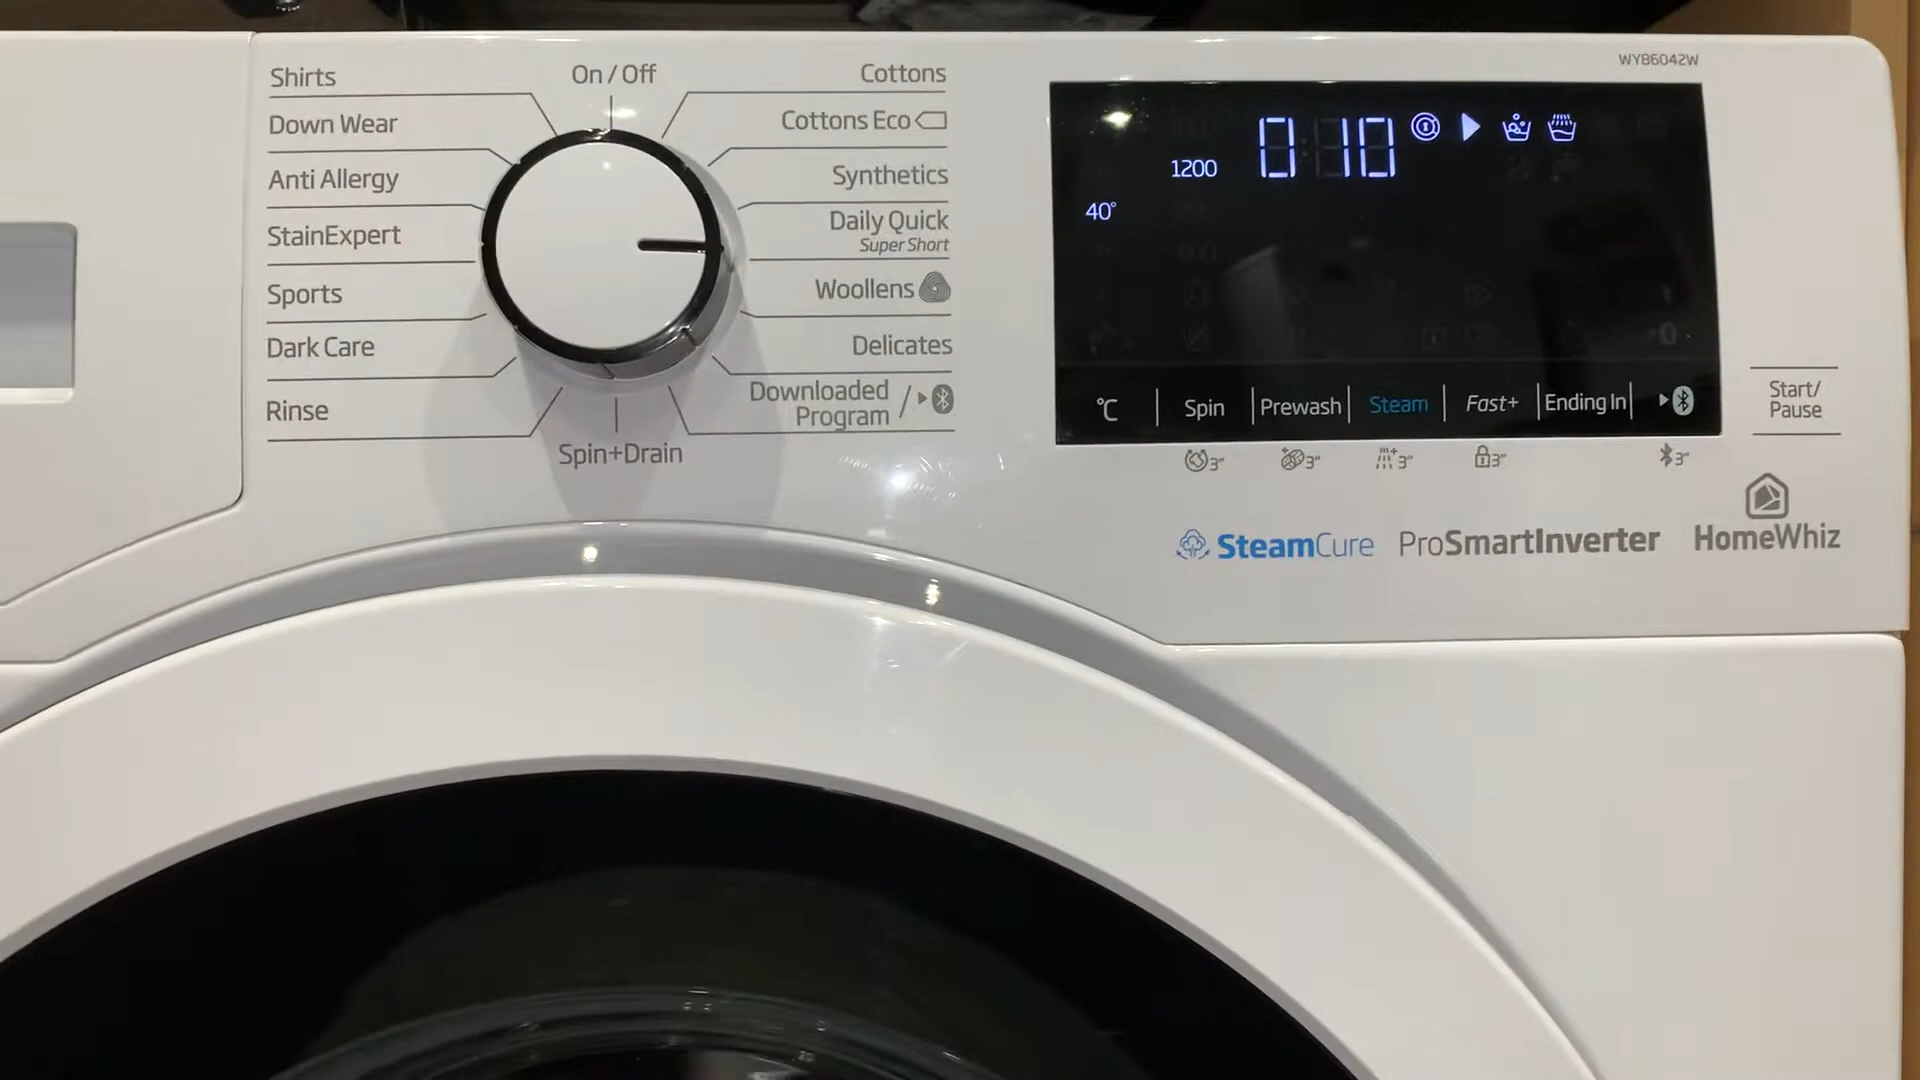 Shirts
Down Wear
Anti Allergy
StainExpert
Sports
Dark Care
Rinse
On / Off
Spin+Drain
Cottons
Cottons Eco
Synthetics
Daily Quick
Super Short
Woollens
Delicates
Downloaded
Program /
WY86042W
1200
0:10
40°
°C | Spin | Prewash | Steam | Fast+ | Ending In |
3" 3" 3" 3" 3"
Start/
Pause
SteamCure ProSmartInverter HomeWhiz